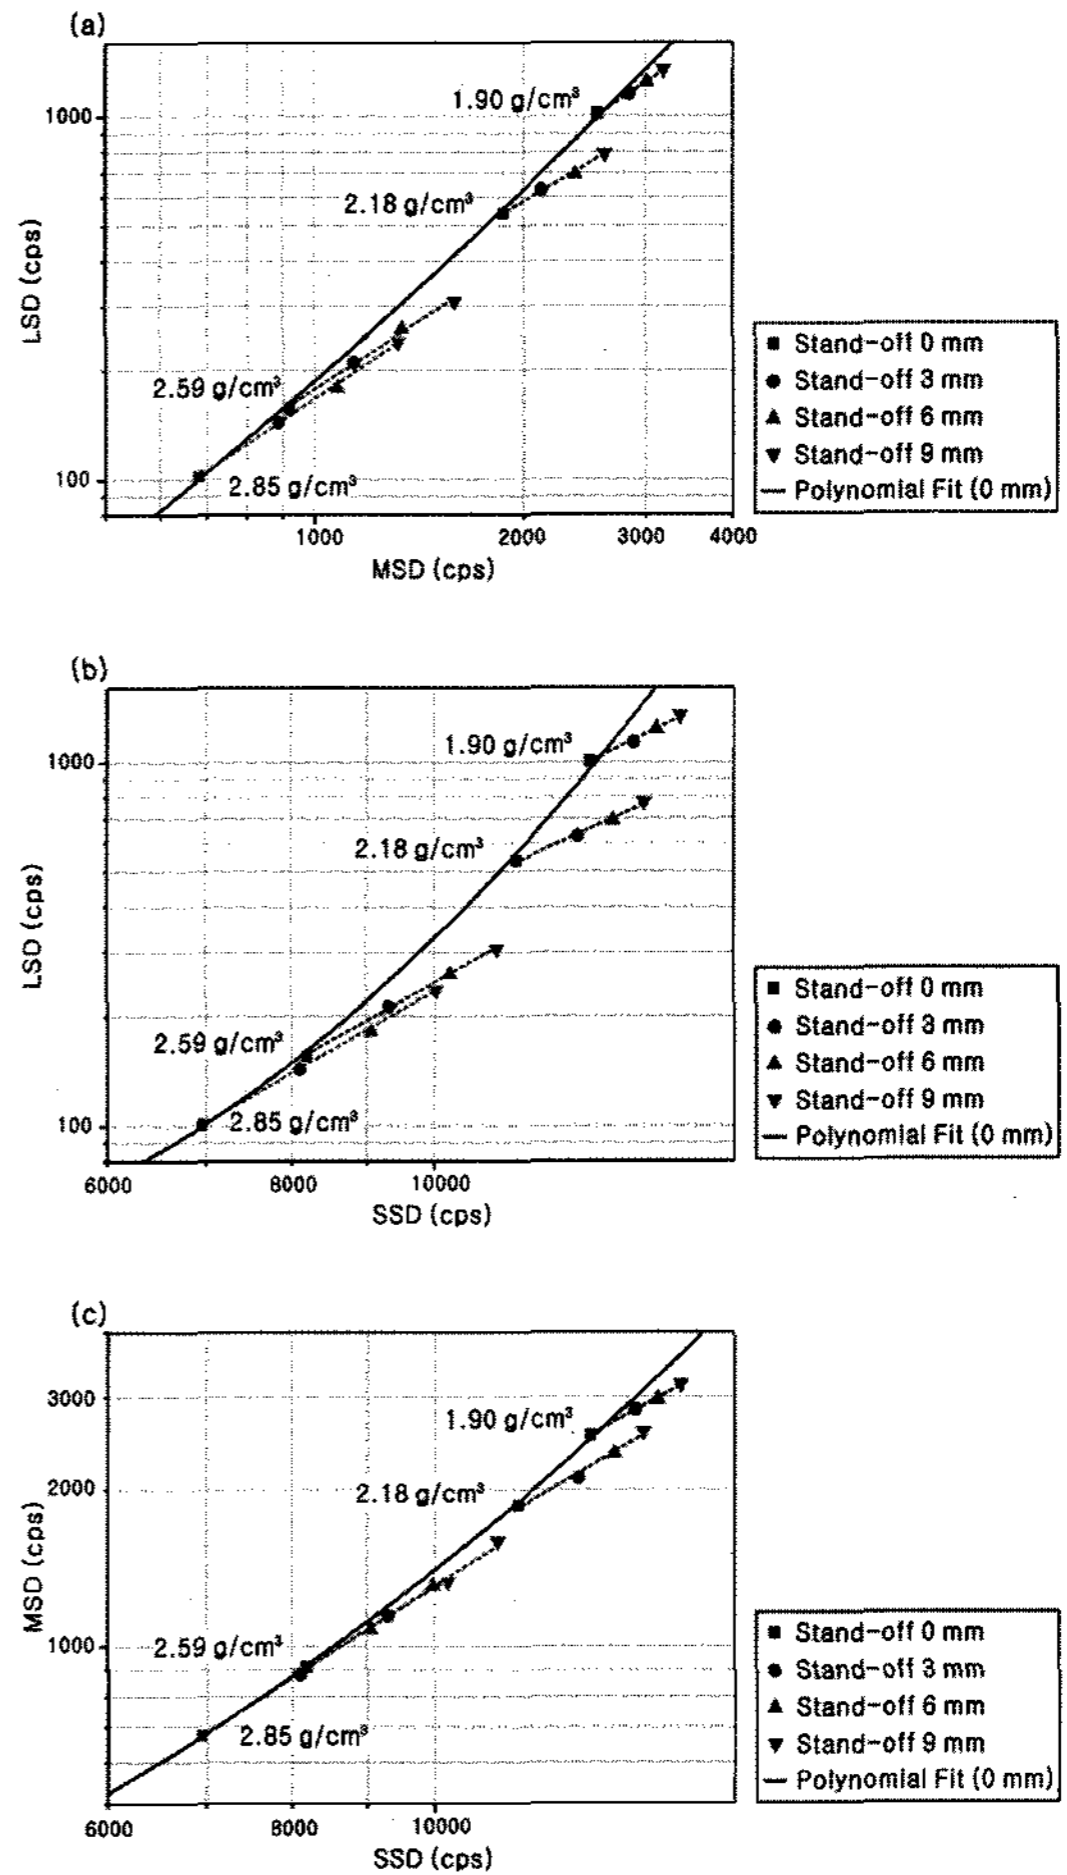 (a)
1000
100
LSD (cps)
1.90 g/cm³
2.18 g/cm³
2.59 g/cm³
2.85 g/cm³
1000 2000 3000 4000
MSD (cps)
Stand-off 0 mm
Stand-off 3 mm
Stand-off 6 mm
Stand-off 9 mm
Polynomial Fit (0 mm)
(b)
1000
100
LSD (cps)
1.90 g/cm³
2.18 g/cm³
2.59 g/cm³
2.85 g/cm³
6000 8000 10000
SSD (cps)
Stand-off 0 mm
Stand-off 3 mm
Stand-off 6 mm
Stand-off 9 mm
Polynomial Fit (0 mm)
(c)
3000
2000
1000
MSD (cps)
1.90 g/cm³
2.18 g/cm³
2.59 g/cm³
2.85 g/cm³
6000 8000 10000
SSD (cps)
Stand-off 0 mm
Stand-off 3 mm
Stand-off 6 mm
Stand-off 9 mm
Polynomial Fit (0 mm)